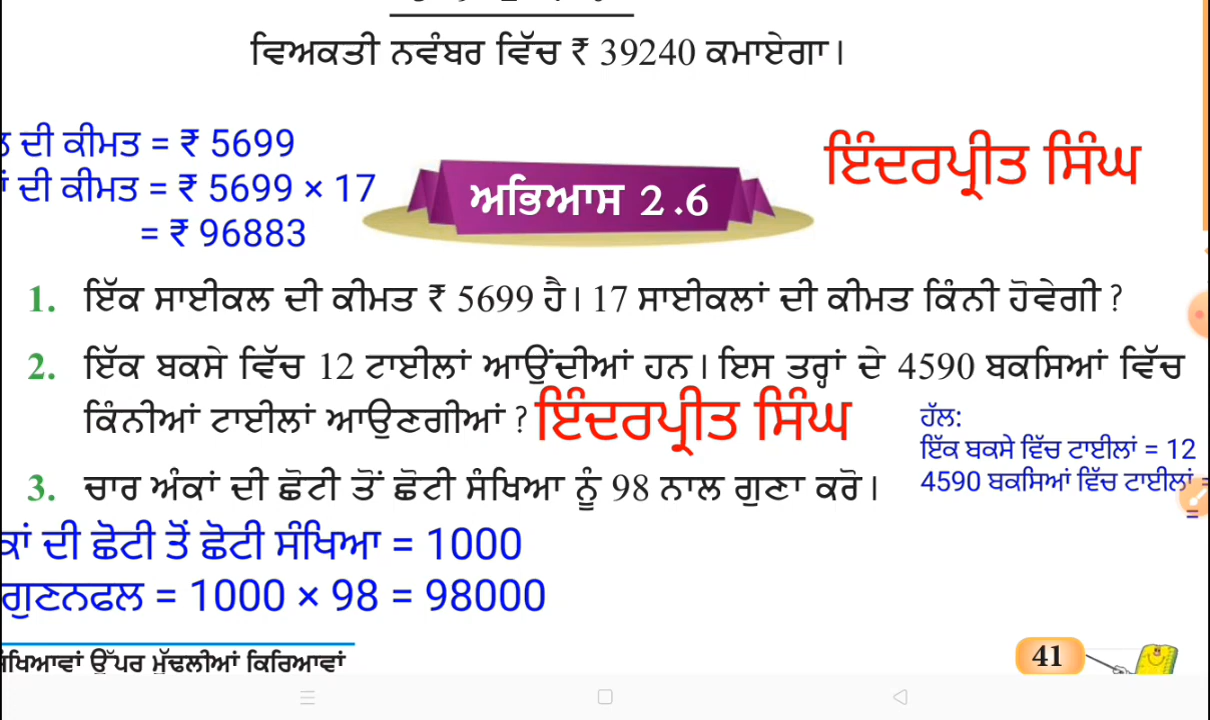 ਵਿਅਕਤੀ ਨਵੰਬਰ ਵਿੱਚ ₹ 39240 ਕਮਾਏਗਾ।
ਦੀ ਕੀਮਤ = ₹ 5699
ਦੀ ਕੀਮਤ = ₹ 5699 × 17
= ₹ 96883
ਅਭਿਆਸ 2.6
ਇੰਦਰਪ੍ਰੀਤ ਸਿੰਘ
1. ਇੱਕ ਸਾਈਕਲ ਦੀ ਕੀਮਤ ₹ 5699 ਹੈ। 17 ਸਾਈਕਲਾਂ ਦੀ ਕੀਮਤ ਕਿੰਨੀ ਹੋਵੇਗੀ ?
2. ਇੱਕ ਬਕਸੇ ਵਿੱਚ 12 ਟਾਈਲਾਂ ਆਉਂਦੀਆਂ ਹਨ। ਇਸ ਤਰ੍ਹਾਂ ਦੇ 4590 ਬਕਸਿਆਂ ਵਿੱਚ
ਕਿੰਨੀਆਂ ਟਾਈਲਾਂ ਆਉਣਗੀਆਂ ?
ਇੰਦਰਪ੍ਰੀਤ ਸਿੰਘ
ਹੱਲ:
ਇੱਕ ਬਕਸੇ ਵਿੱਚ ਟਾਈਲਾਂ = 12
4590 ਬਕਸਿਆਂ ਵਿੱਚ ਟਾਈਲਾਂ =
=
3. ਚਾਰ ਅੰਕਾਂ ਦੀ ਛੋਟੀ ਤੋਂ ਛੋਟੀ ਸੰਖਿਆ ਨੂੰ 98 ਨਾਲ ਗੁਣਾ ਕਰੋ।
ਦੀ ਛੋਟੀ ਤੋਂ ਛੋਟੀ ਸੰਖਿਆ = 1000
ਗੁਣਨਫਲ = 1000 × 98 = 98000
ਉੱਪਰ ਮੁੱਢਲੀਆਂ ਕਿਰਿਆਵਾਂ
41